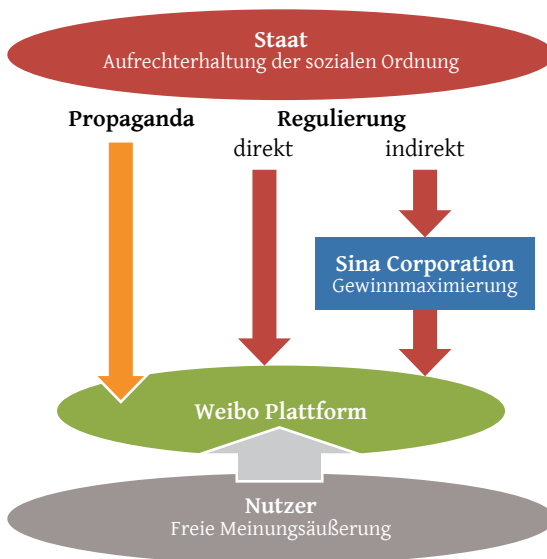 Staat
Aufrechterhaltung der sozialen Ordnung
Propaganda
Regulierung
direkt
indirekt
Sina Corporation
Gewinnmaximierung
Weibo Plattform
Nutzer
Freie Meinungsäußerung